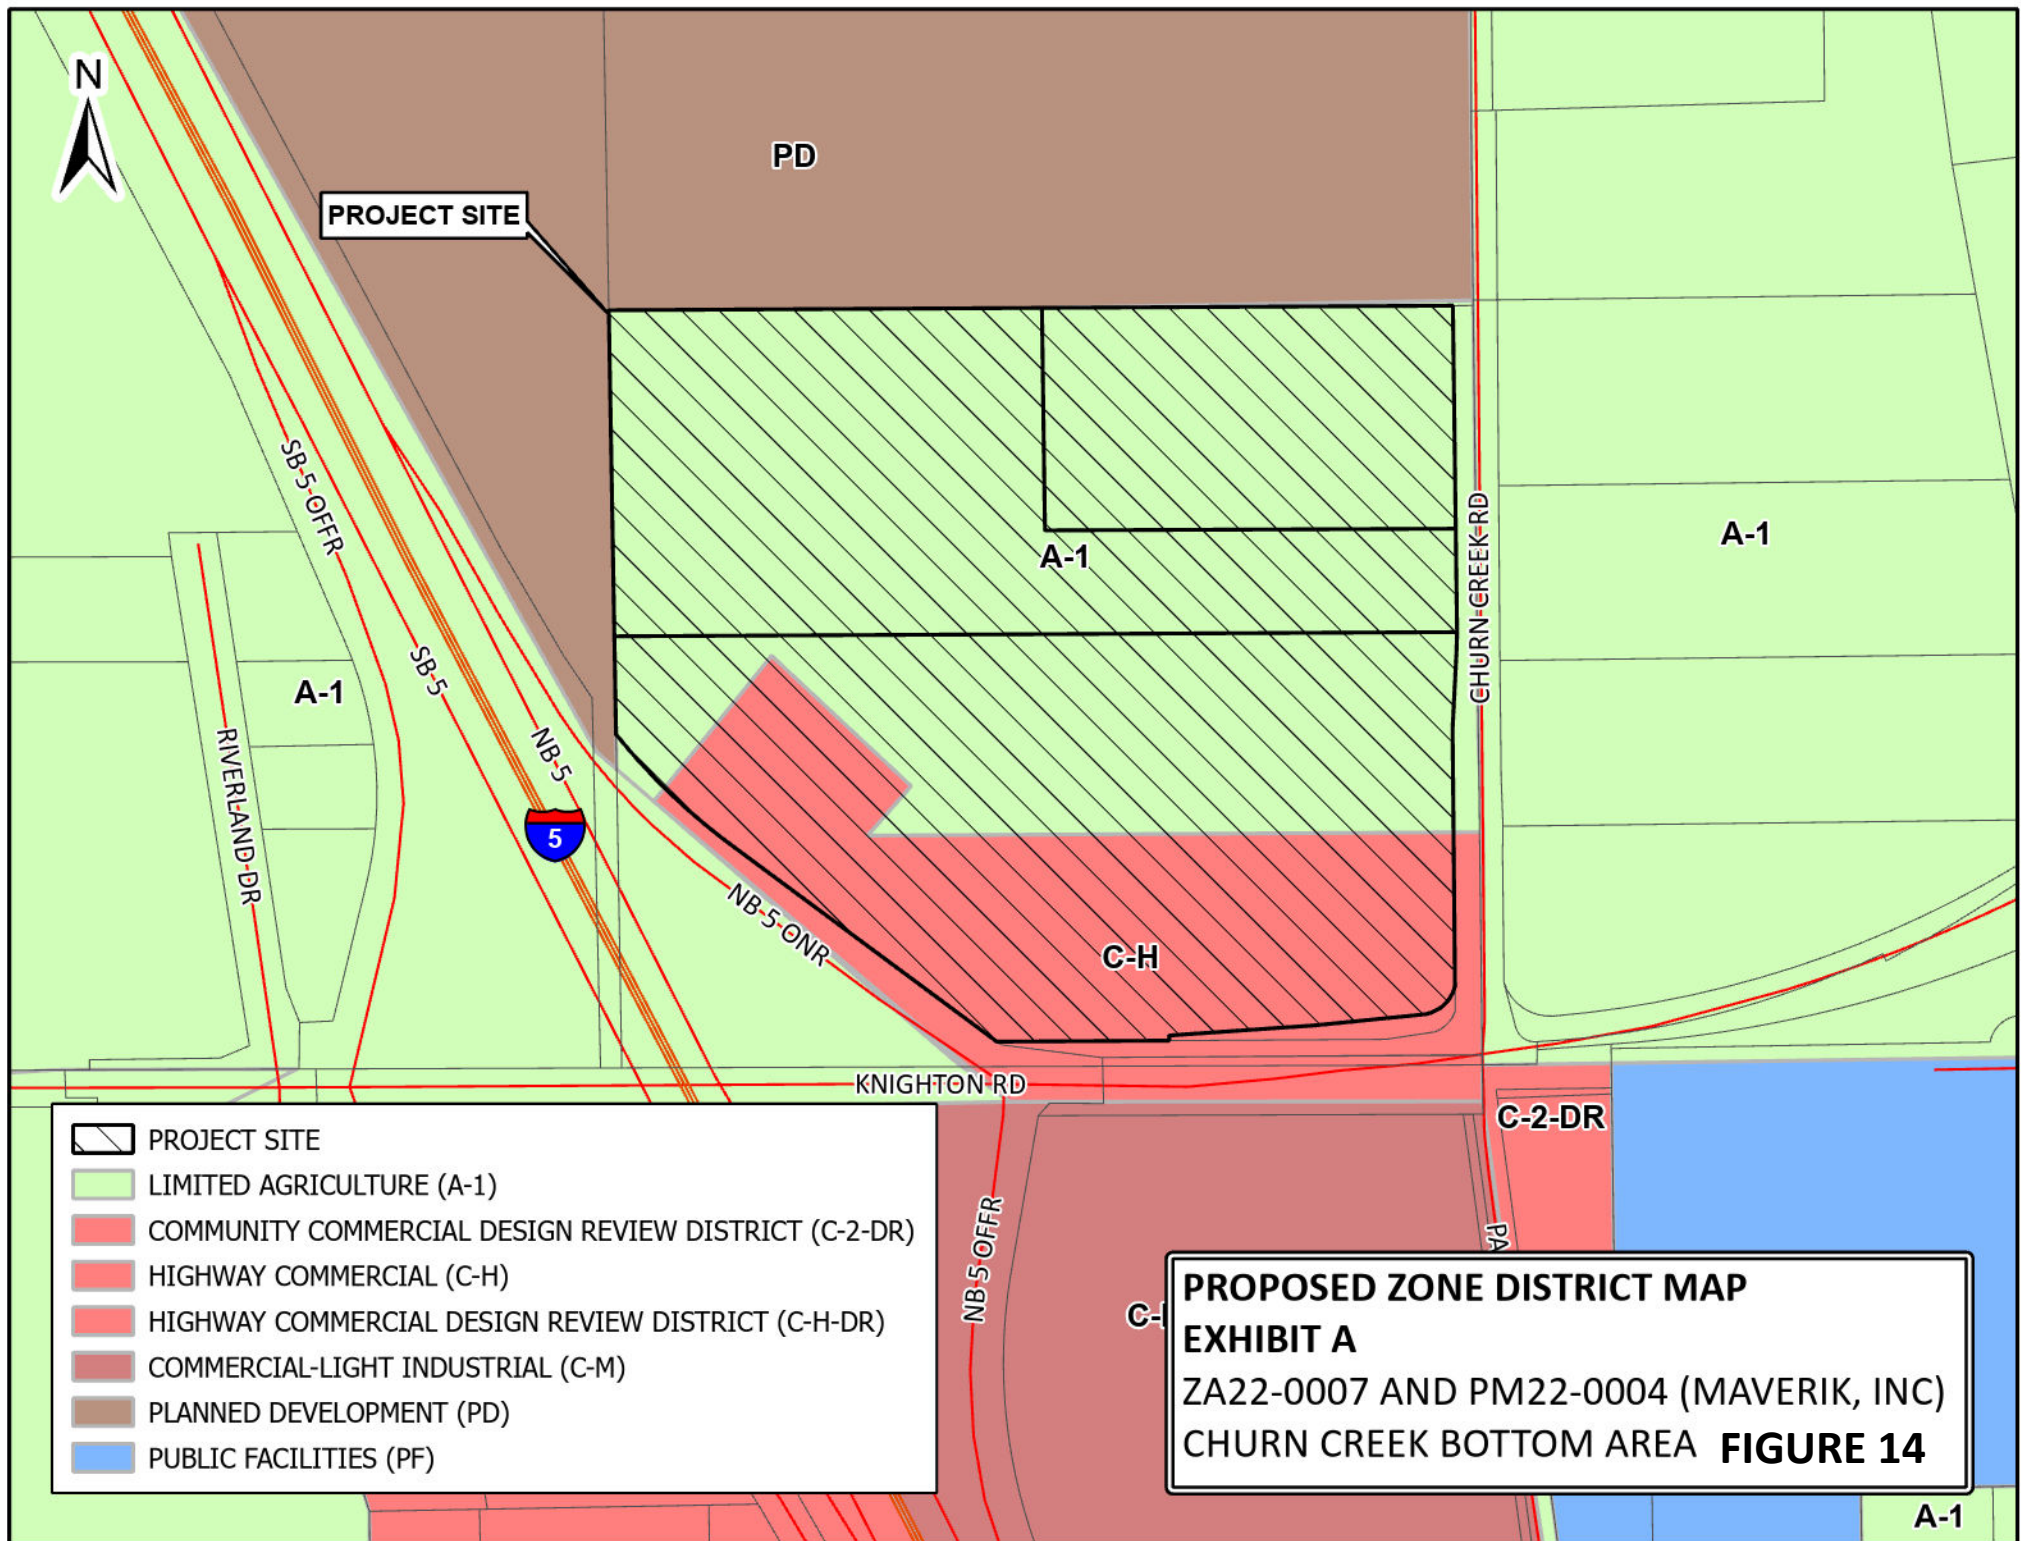 N
PD
PROJECT SITE
SB 5 OFFR
A-1
A-1
CHURN CREEK RD
SB 5
A-1
NB 5
RIVERLAND DR
5
NB 5 ONR
C-H
KNIGHTON RD
C-2-DR
PROJECT SITE
LIMITED AGRICULTURE (A-1)
COMMUNITY COMMERCIAL DESIGN REVIEW DISTRICT (C-2-DR)
HIGHWAY COMMERCIAL (C-H)
HIGHWAY COMMERCIAL DESIGN REVIEW DISTRICT (C-H-DR)
COMMERCIAL-LIGHT INDUSTRIAL (C-M)
PLANNED DEVELOPMENT (PD)
PUBLIC FACILITIES (PF)
NB 5 OFFR
PA
PROPOSED ZONE DISTRICT MAP
EXHIBIT A
ZA22-0007 AND PM22-0004 (MAVERIK, INC)
CHURN CREEK BOTTOM AREA FIGURE 14
A-1